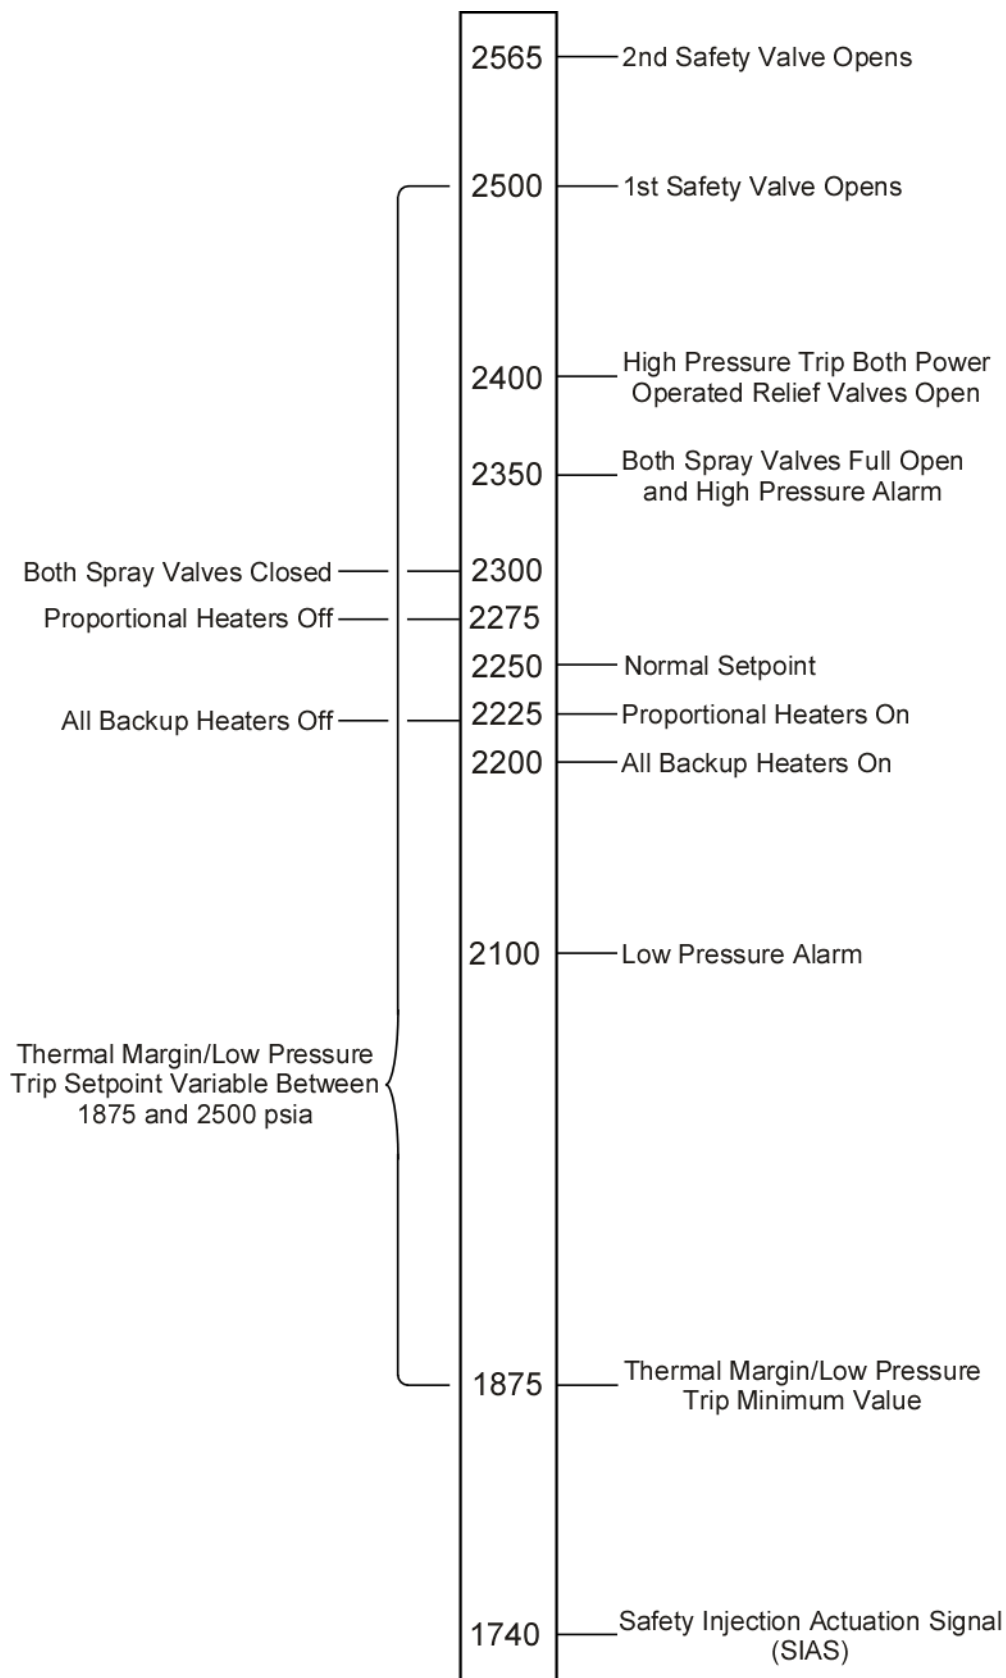 2565
2nd Safety Valve Opens
2500
1st Safety Valve Opens
2400
High Pressure Trip Both Power
Operated Relief Valves Open
2350
Both Spray Valves Full Open
and High Pressure Alarm
Both Spray Valves Closed
2300
Proportional Heaters Off
2275
2250
Normal Setpoint
All Backup Heaters Off
2225
Proportional Heaters On
2200
All Backup Heaters On
2100
Low Pressure Alarm
Thermal Margin/Low Pressure
Trip Setpoint Variable Between
1875 and 2500 psia
1875
Thermal Margin/Low Pressure
Trip Minimum Value
1740
Safety Injection Actuation Signal
(SIAS)